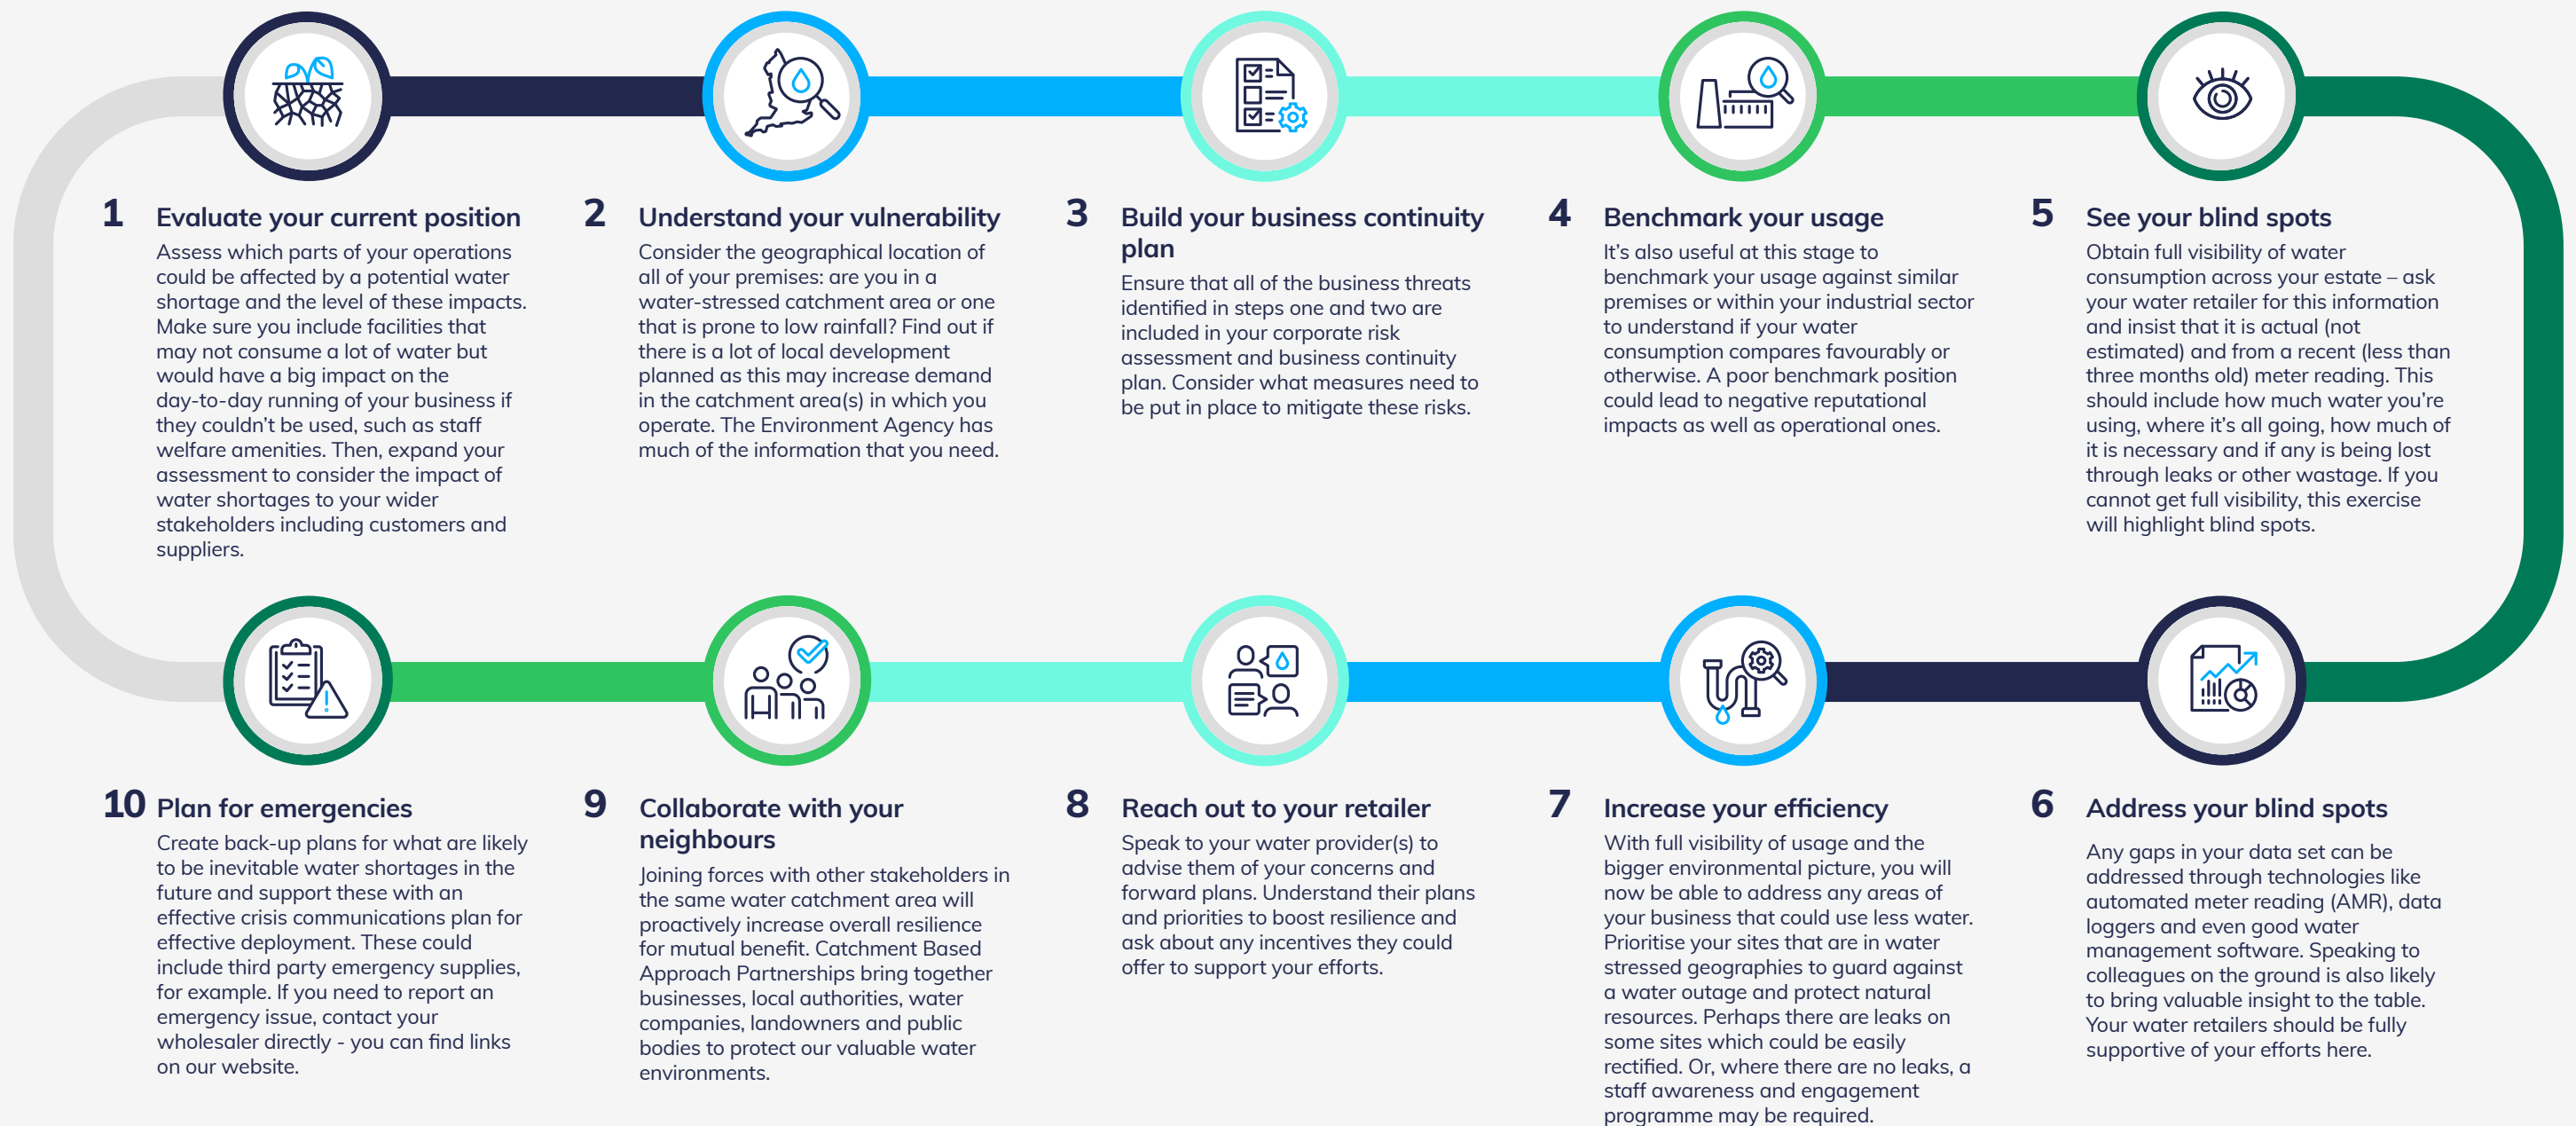 1 Evaluate your current position
Assess which parts of your operations
could be affected by a potential water
shortage and the level of these impacts.
Make sure you include facilities that
may not consume a lot of water but
would have a big impact on the
day-to-day running of your business if
they couldn't be used, such as staff
welfare amenities. Then, expand your
assessment to consider the impact of
water shortages to your wider
stakeholders including customers and
suppliers.
2 Understand your vulnerability
Consider the geographical location of
all of your premises: are you in a
water-stressed catchment area or one
that is prone to low rainfall? Find out if
there is a lot of local development
planned as this may increase demand
in the catchment area(s) in which you
operate. The Environment Agency has
much of the information that you need.
3 Build your business continuity
plan
Ensure that all of the business threats
identified in steps one and two are
included in your corporate risk
assessment and business continuity
plan. Consider what measures need to
be put in place to mitigate these risks.
4 Benchmark your usage
It’s also useful at this stage to
benchmark your usage against similar
premises or within your industrial sector
to understand if your water
consumption compares favourably or
otherwise. A poor benchmark position
could lead to negative reputational
impacts as well as operational ones.
5 See your blind spots
Obtain full visibility of water
consumption across your estate – ask
your water retailer for this information
and insist that it is actual (not
estimated) and from a recent (less than
three months old) meter reading. This
should include how much water you’re
using, where it’s all going, how much of
it is necessary and if any is being lost
through leaks or other wastage. If you
cannot get full visibility, this exercise
will highlight blind spots.
6 Address your blind spots
Any gaps in your data set can be
addressed through technologies like
automated meter reading (AMR), data
loggers and even good water
management software. Speaking to
colleagues on the ground is also likely
to bring valuable insight to the table.
Your water retailers should be fully
supportive of your efforts here.
7 Increase your efficiency
With full visibility of usage and the
bigger environmental picture, you will
now be able to address any areas of
your business that could use less water.
Prioritise your sites that are in water
stressed geographies to guard against
a water outage and protect natural
resources. Perhaps there are leaks on
some sites which could be easily
rectified. Or, where there are no leaks, a
staff awareness and engagement
programme may be required.
8 Reach out to your retailer
Speak to your water provider(s) to
advise them of your concerns and
forward plans. Understand their plans
and priorities to boost resilience and
ask about any incentives they could
offer to support your efforts.
9 Collaborate with your
neighbours
Joining forces with other stakeholders in
the same water catchment area will
proactively increase overall resilience
for mutual benefit. Catchment Based
Approach Partnerships bring together
businesses, local authorities, water
companies, landowners and public
bodies to protect our valuable water
environments.
10 Plan for emergencies
Create back-up plans for what are likely
to be inevitable water shortages in the
future and support these with an
effective crisis communications plan for
effective deployment. These could
include third party emergency supplies,
for example. If you need to report an
emergency issue, contact your
wholesaler directly - you can find links
on our website.